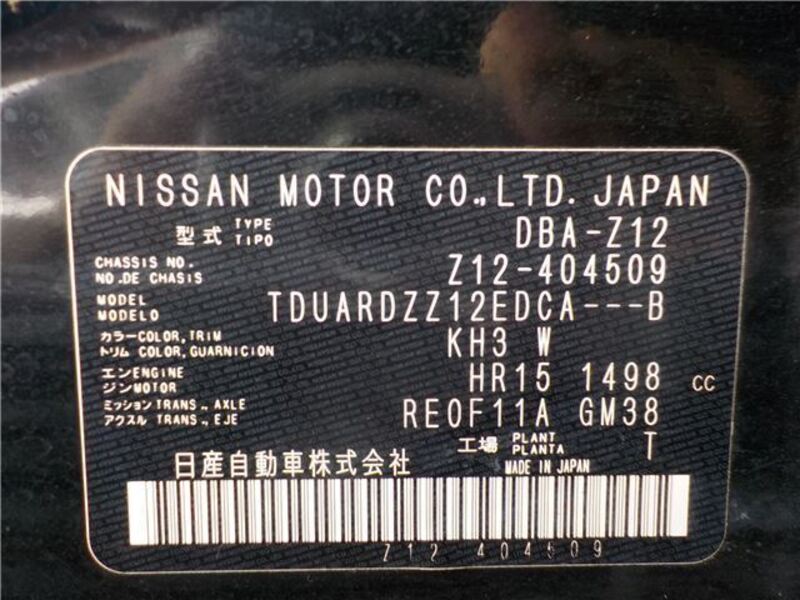 NISSAN MOTOR CO.,LTD. JAPAN
型式 TYPE TIPO DBA-Z12
CHASSIS NO. NO.DE CHASIS Z12-404509
MODEL MODELO TDUARDZZ12EDCA---B
カラーCOLOR,TRIM トリム COLOR,GUARNICION KH3 W
エンENGINE ジンMOTOR HR15 1498 CC
ミッションTRANS.,AXLE アクスル TRANS.,EJE RE0F11A GM38
工場 PLANT PLANTA T
日産自動車株式会社 MADE IN JAPAN
Z12 404509